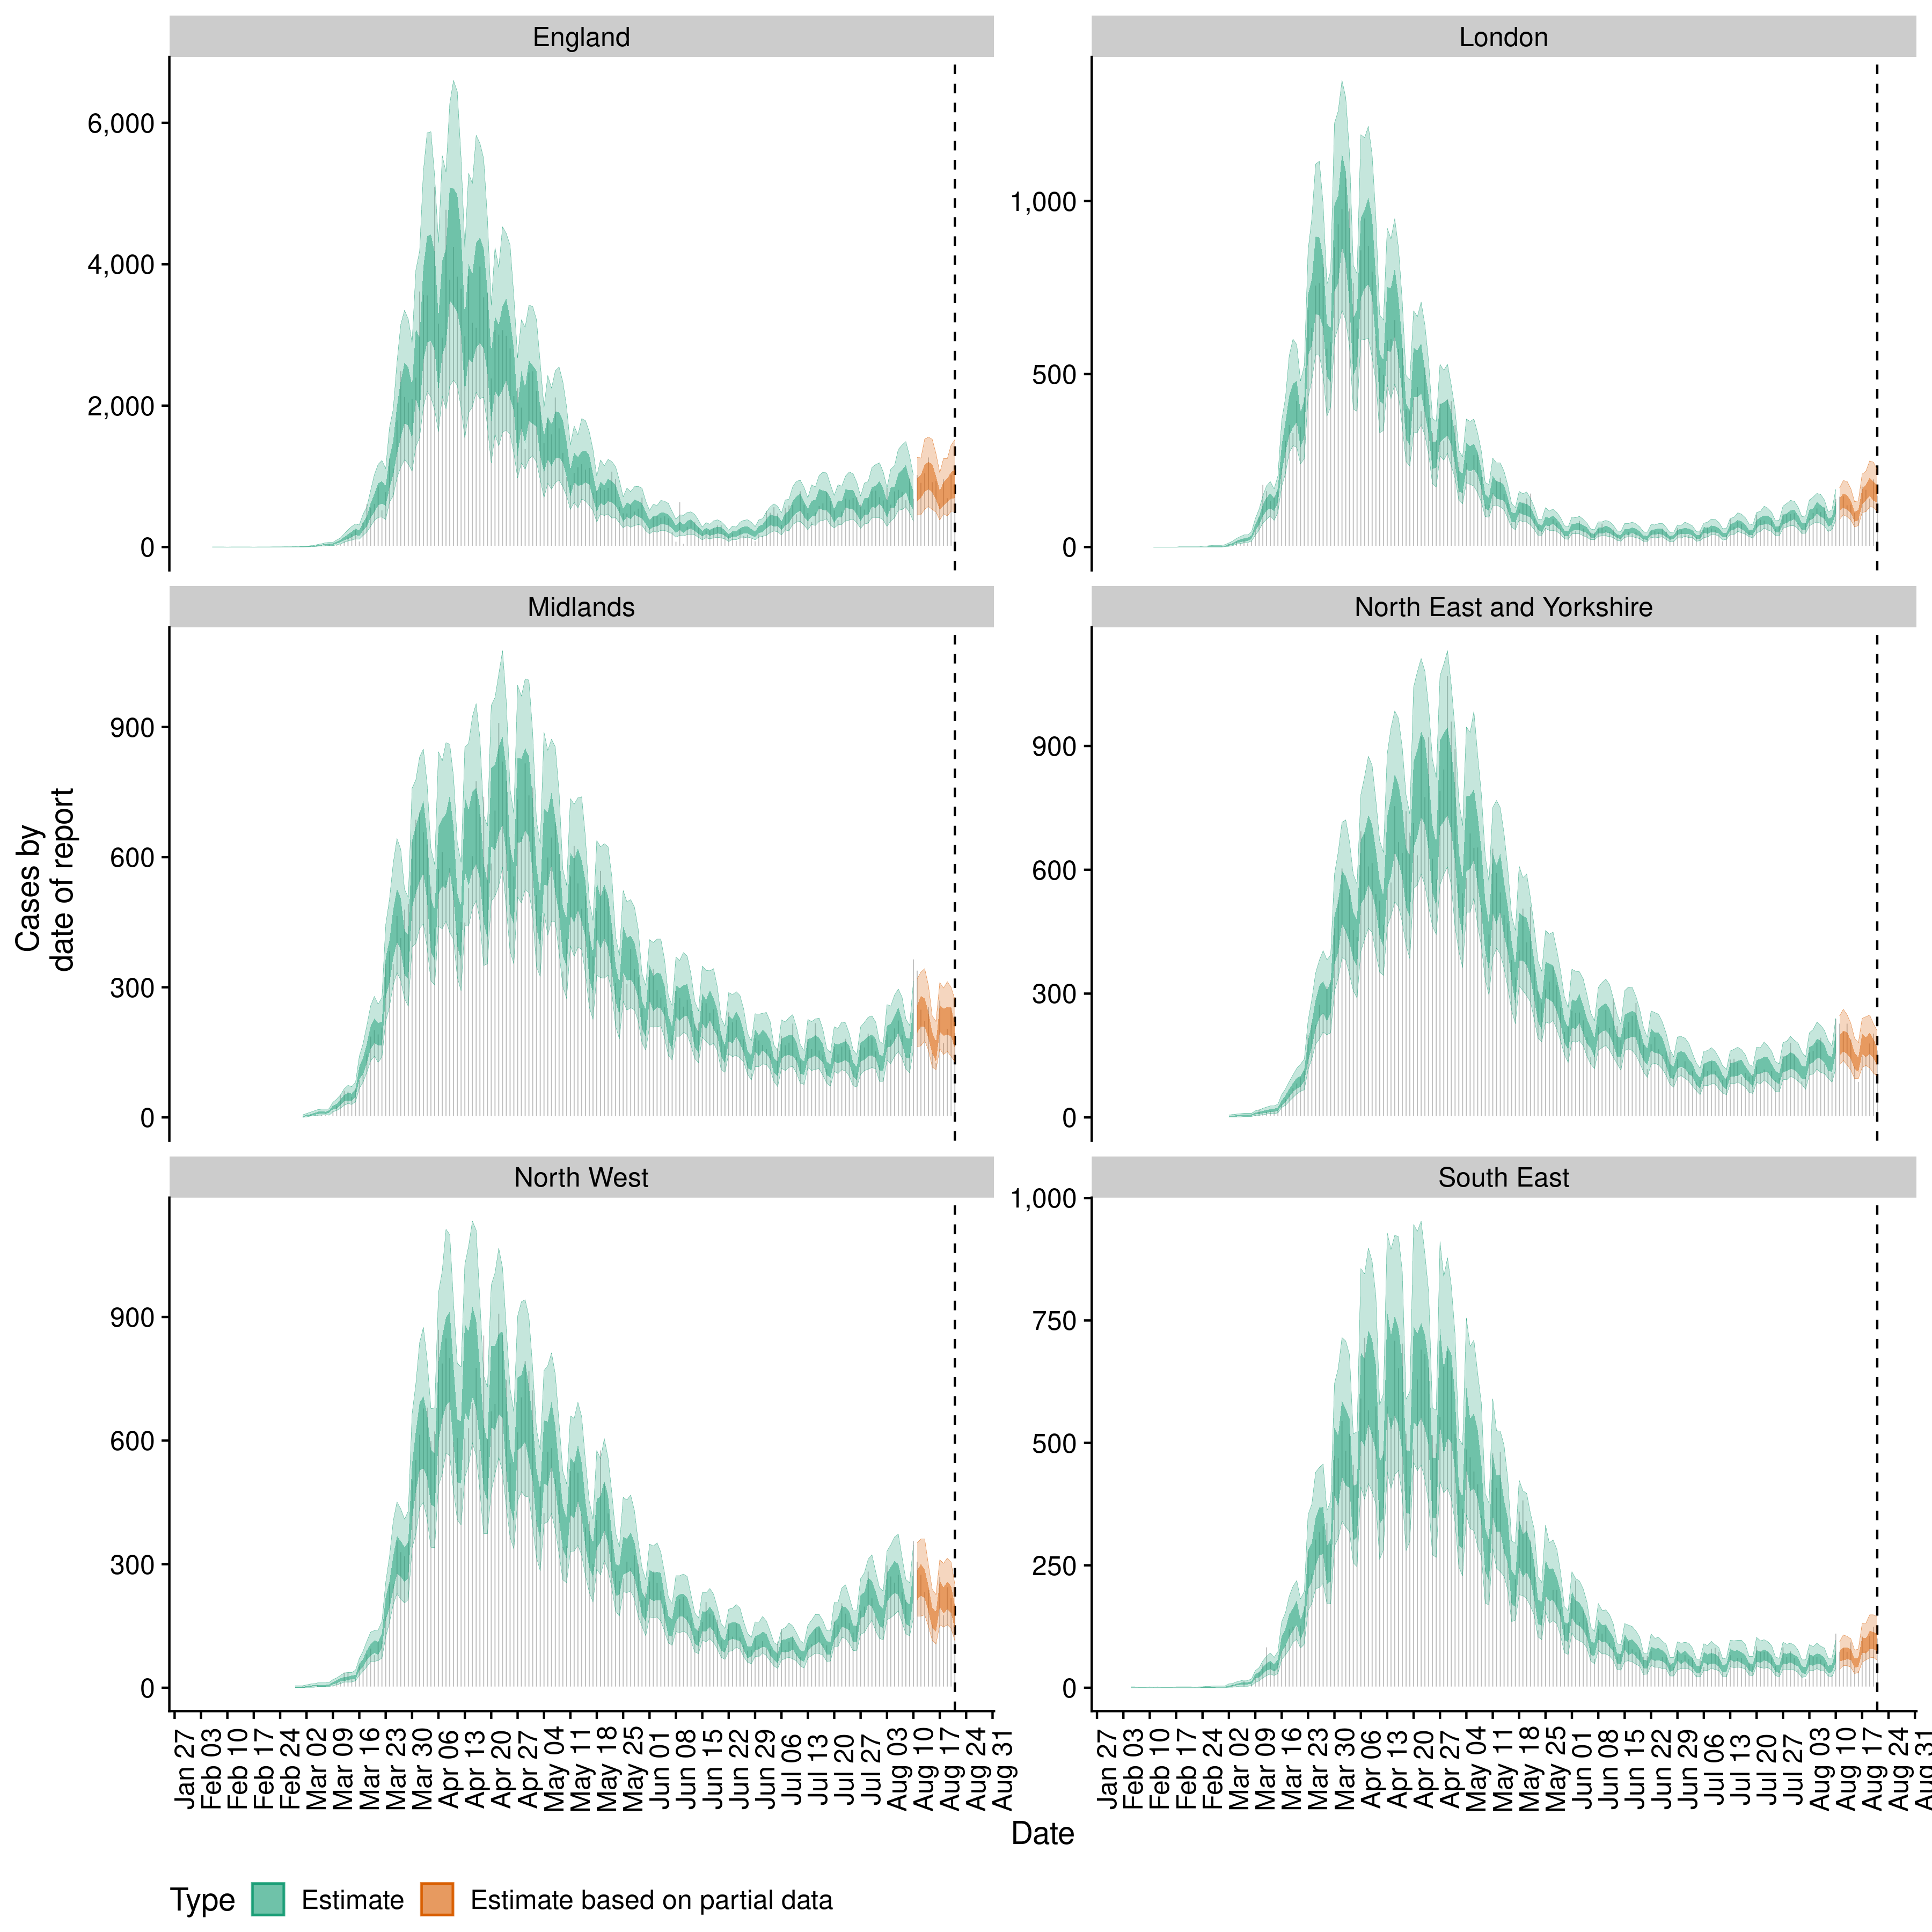 England
London
6,000
4,000
2,000
0
1,000
500
0
Midlands
North East and Yorkshire
Cases by
date of report
900
600
300
0
900
600
300
0
North West
South East
900
600
300
0
1,000
750
500
250
0
Jan 27
Feb 03
Feb 10
Feb 17
Feb 24
Mar 02
Mar 09
Mar 16
Mar 23
Mar 30
Apr 06
Apr 13
Apr 20
Apr 27
May 04
May 11
May 18
May 25
Jun 01
Jun 08
Jun 15
Jun 22
Jun 29
Jul 06
Jul 13
Jul 20
Jul 27
Aug 03
Aug 10
Aug 17
Aug 24
Aug 31
Jan 27
Feb 03
Feb 10
Feb 17
Feb 24
Mar 02
Mar 09
Mar 16
Mar 23
Mar 30
Apr 06
Apr 13
Apr 20
Apr 27
May 04
May 11
May 18
May 25
Jun 01
Jun 08
Jun 15
Jun 22
Jun 29
Jul 06
Jul 13
Jul 20
Jul 27
Aug 03
Aug 10
Aug 17
Aug 24
Aug 31
Date
Type
Estimate
Estimate based on partial data